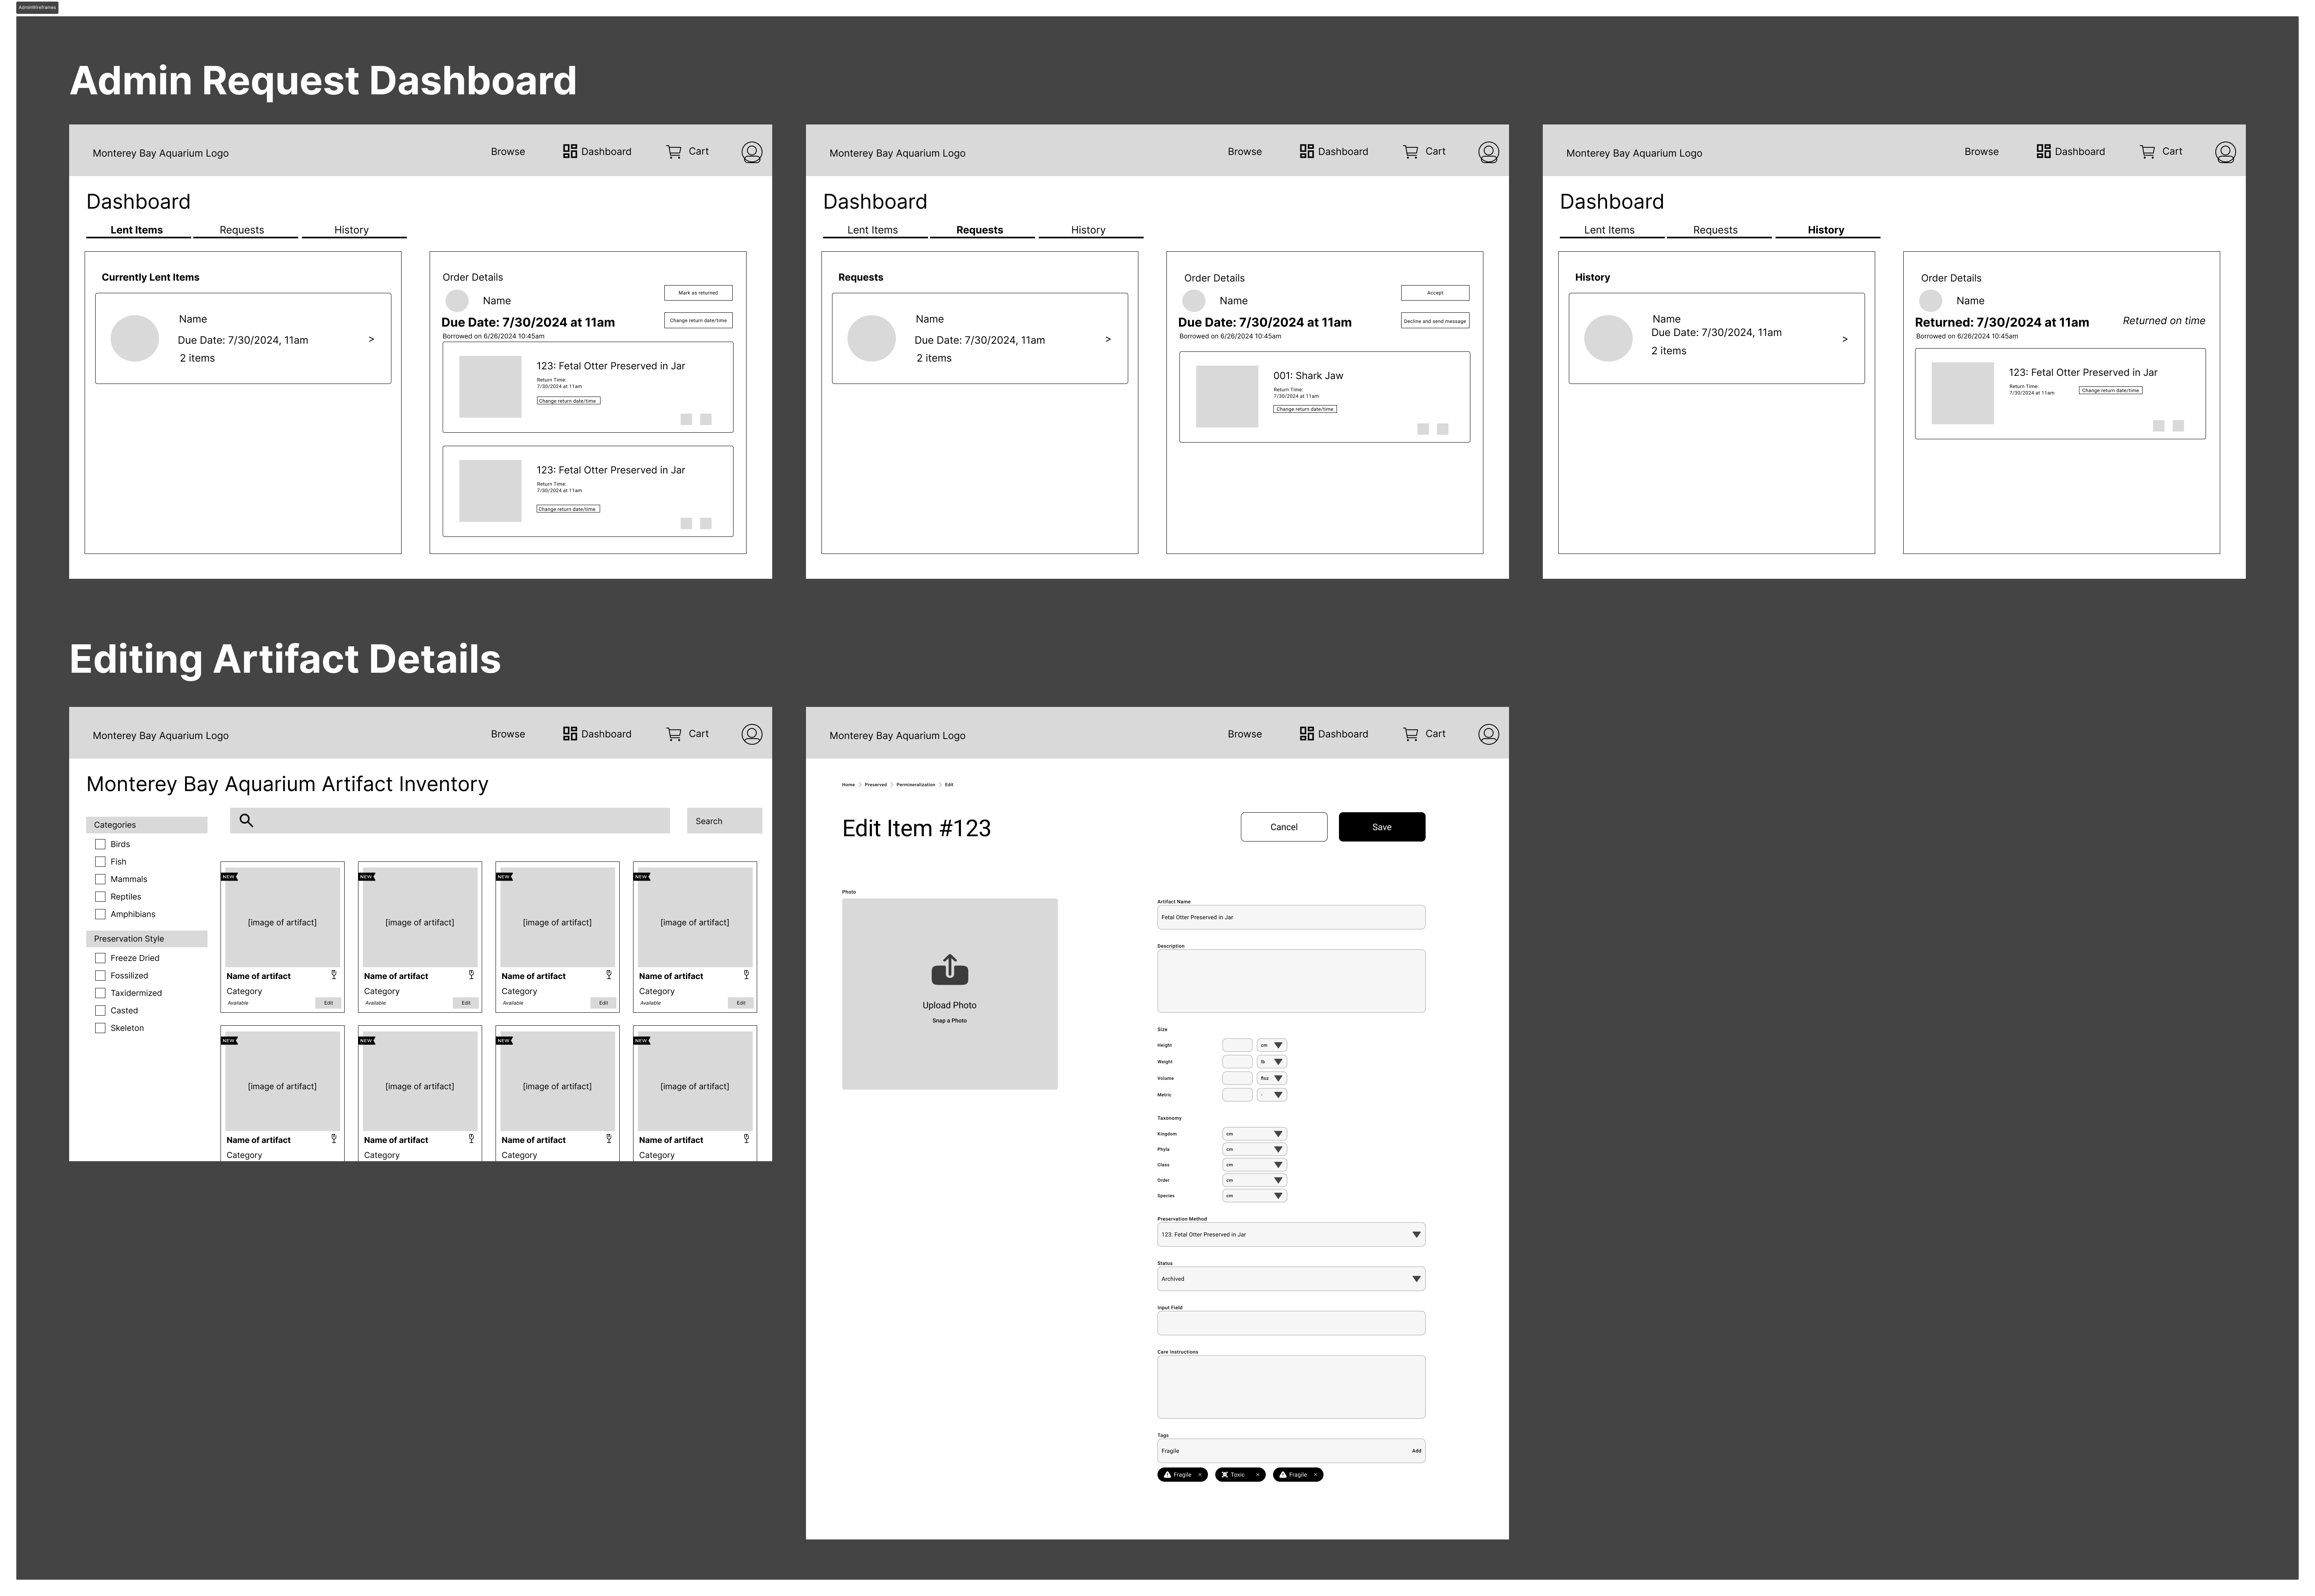 AdminWireframes
Admin Request Dashboard
Monterey Bay Aquarium Logo
Browse
Dashboard
Cart
Dashboard
Lent Items
Requests
History
Currently Lent Items
Name
Due Date: 7/30/2024, 11am
2 items
>
Order Details
Name
Mark as returned
Due Date: 7/30/2024 at 11am
Change return date/time
Borrowed on 6/26/2024 10:45am
123: Fetal Otter Preserved in Jar
Return Time:
7/30/2024 at 11am
Change return date/time
123: Fetal Otter Preserved in Jar
Return Time:
7/30/2024 at 11am
Change return date/time
Monterey Bay Aquarium Logo
Browse
Dashboard
Cart
Dashboard
Lent Items
Requests
History
Requests
Name
Due Date: 7/30/2024, 11am
2 items
>
Order Details
Name
Accept
Due Date: 7/30/2024 at 11am
Decline and send message
Borrowed on 6/26/2024 10:45am
001: Shark Jaw
Return Time:
7/30/2024 at 11am
Change return date/time
Monterey Bay Aquarium Logo
Browse
Dashboard
Cart
Dashboard
Lent Items
Requests
History
History
Name
Due Date: 7/30/2024, 11am
2 items
>
Order Details
Name
Returned: 7/30/2024 at 11am
Returned on time
Borrowed on 6/26/2024 10:45am
123: Fetal Otter Preserved in Jar
Return Time:
7/30/2024 at 11am
Change return date/time
Editing Artifact Details
Monterey Bay Aquarium Logo
Browse
Dashboard
Cart
Monterey Bay Aquarium Artifact Inventory
Search
Categories
Birds
Fish
Mammals
Reptiles
Amphibians
Preservation Style
Freeze Dried
Fossilized
Taxidermized
Casted
Skeleton
NEW
[image of artifact]
Name of artifact
Category
Available
Edit
NEW
[image of artifact]
Name of artifact
Category
Available
Edit
NEW
[image of artifact]
Name of artifact
Category
Available
Edit
NEW
[image of artifact]
Name of artifact
Category
Available
Edit
NEW
[image of artifact]
Name of artifact
Category
NEW
[image of artifact]
Name of artifact
Category
NEW
[image of artifact]
Name of artifact
Category
NEW
[image of artifact]
Name of artifact
Category
Monterey Bay Aquarium Logo
Browse
Dashboard
Cart
Home > Preserved > Permineralization > Edit
Edit Item #123
Cancel
Save
Photo
Upload Photo
Snap a Photo
Artifact Name
Fetal Otter Preserved in Jar
Description
Size
Height
cm
Weight
lb
Volume
floz
Metric
-
Taxonomy
Kingdom
cm
Phyla
cm
Class
cm
Order
cm
Species
cm
Preservation Method
123: Fetal Otter Preserved in Jar
Status
Archived
Input Field
Care Instructions
Tags
Fragile
Add
Fragile ×
Toxic ×
Fragile ×